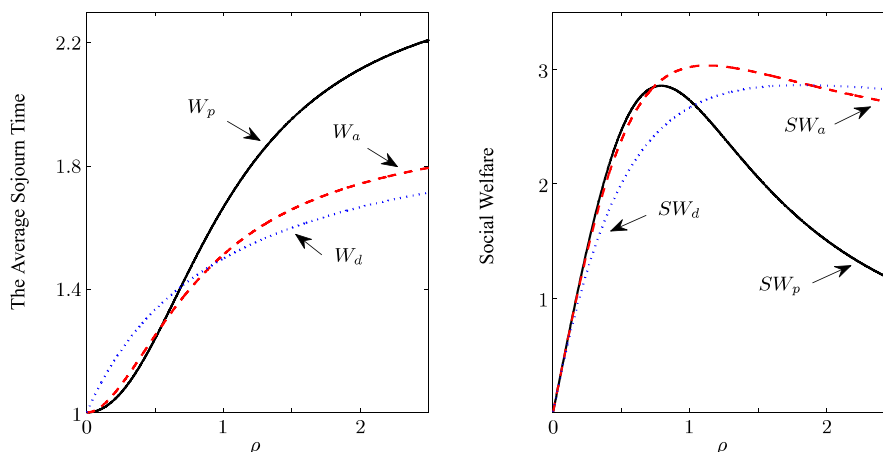 The Average Sojourn Time
2.2
1.8
1.4
1
0
1
2
ρ
W_p
W_a
W_d
Social Welfare
3
2
1
0
1
2
ρ
SW_a
SW_d
SW_p